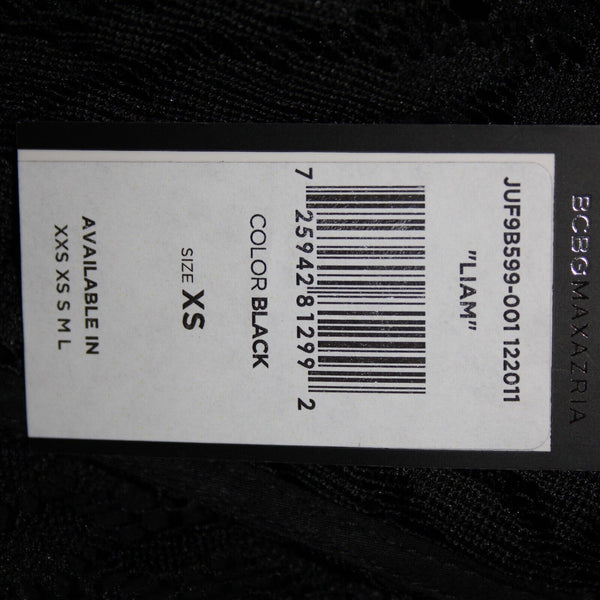 BCBGMAXAZRIA
JUF9B599-001 122011
"LIAM"
7 25942 81299 2
COLOR BLACK
SIZE XS
AVAILABLE IN
XXS XS S M L